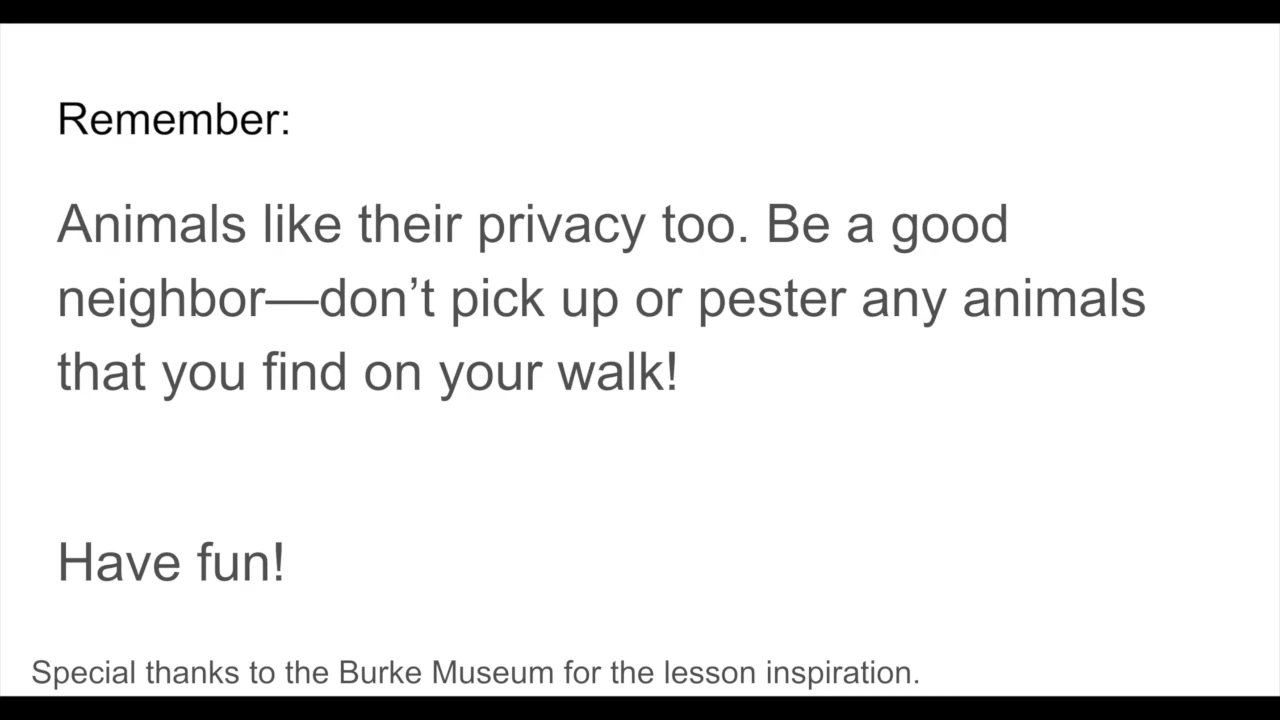 Remember:
Animals like their privacy too. Be a good
neighbor—don’t pick up or pester any animals
that you find on your walk!
Have fun!
Special thanks to the Burke Museum for the lesson inspiration.